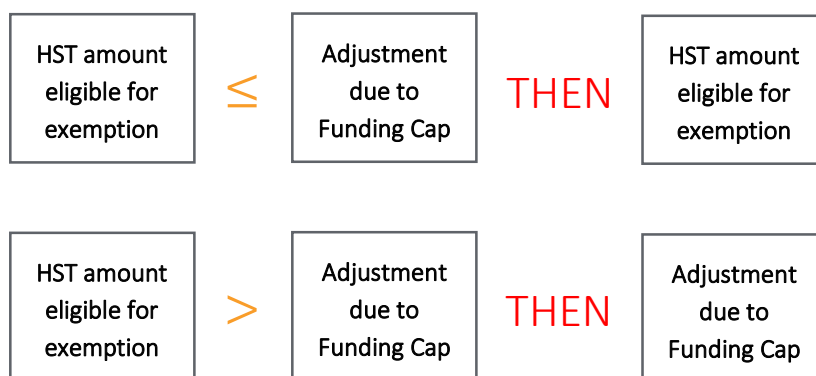 HST amount
eligible for
exemption
≤
Adjustment
due to
Funding Cap
THEN
HST amount
eligible for
exemption
HST amount
eligible for
exemption
>
Adjustment
due to
Funding Cap
THEN
Adjustment
due to
Funding Cap